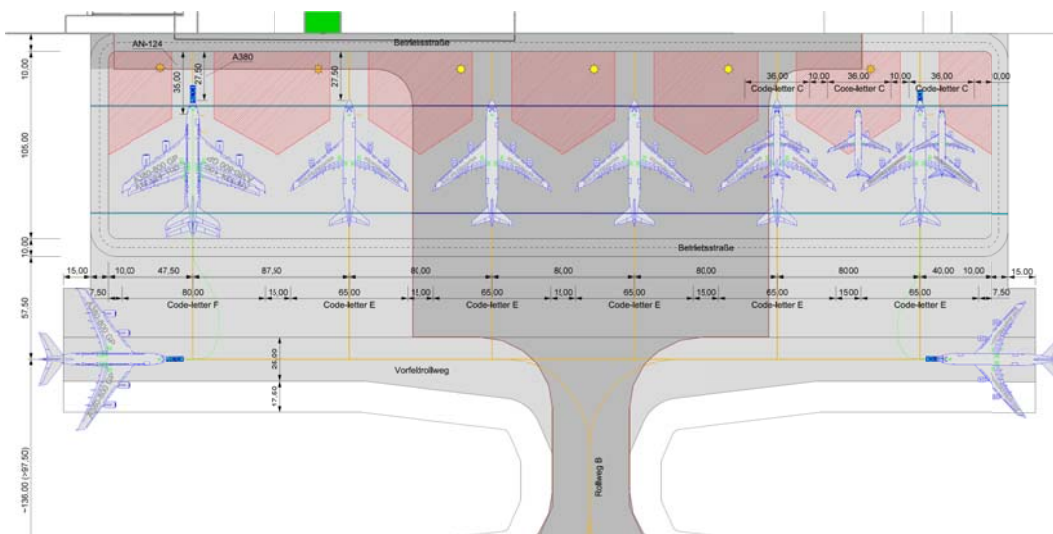 Betriebsstraße
AN-124
A380
10.00
35.00
27.50
27.50
36.00 10.00 36.00 10.00 36.00 0.00
Code-letter C Code-letter C Code-letter C
105.00
Betriebsstraße
10.00
15.00 10.00 47.50 87.50 80.00 80.00 80.00 80.00 40.00 10.00 15.00
7.50 80.00 15.00 65.00 11.00 65.00 11.00 65.00 15.00 65.00 15.00 65.00 7.50
Code-letter F Code-letter E Code-letter E Code-letter E Code-letter E Code-letter E
57.50
Vorfeldrollweg
17.50
Rollweg B
~136.00 (>97.50)